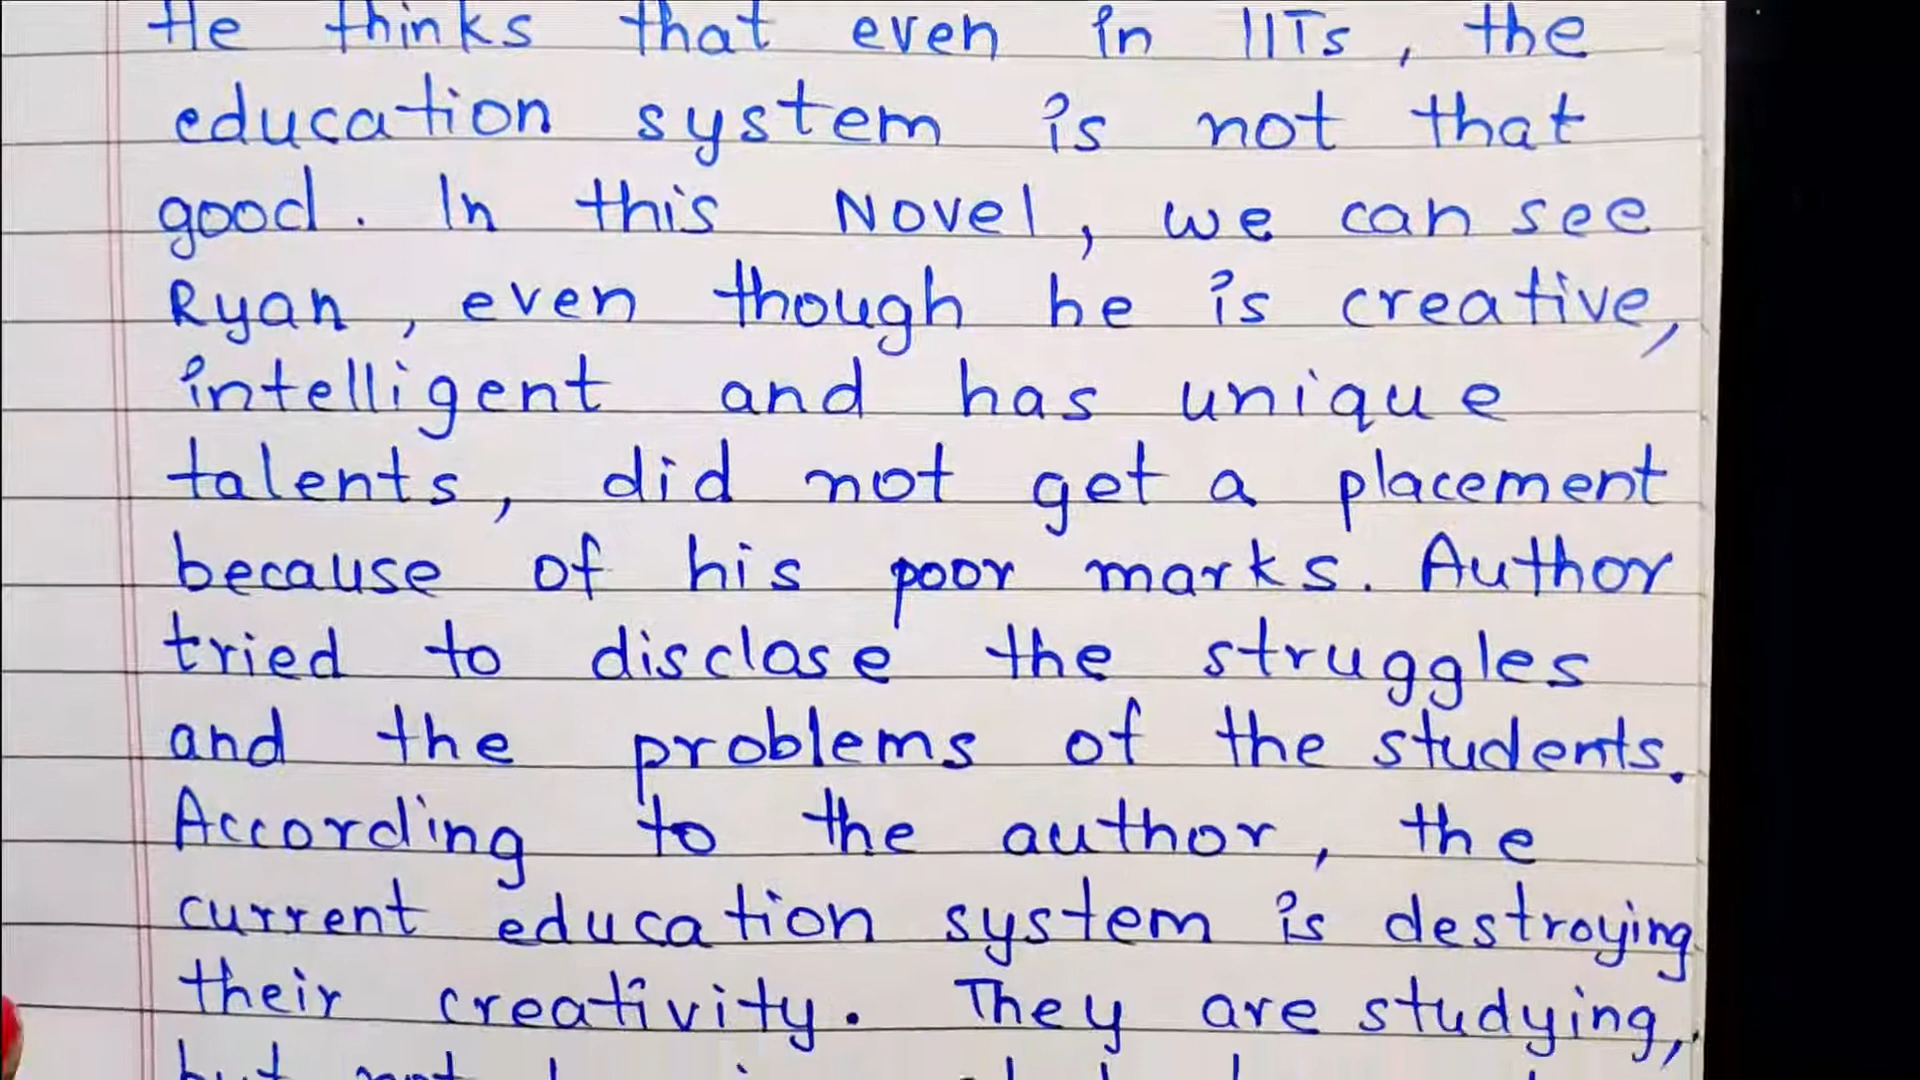 He thinks that even in IITs, the
education system is not that
good. In this Novel, we can see
Ryan, even though he is creative,
intelligent and has unique
talents, did not get a placement
because of his poor marks. Author
tried to disclose the struggles
and the problems of the students.
According to the author, the
current education system is destroying
their creativity. They are studying,
but not